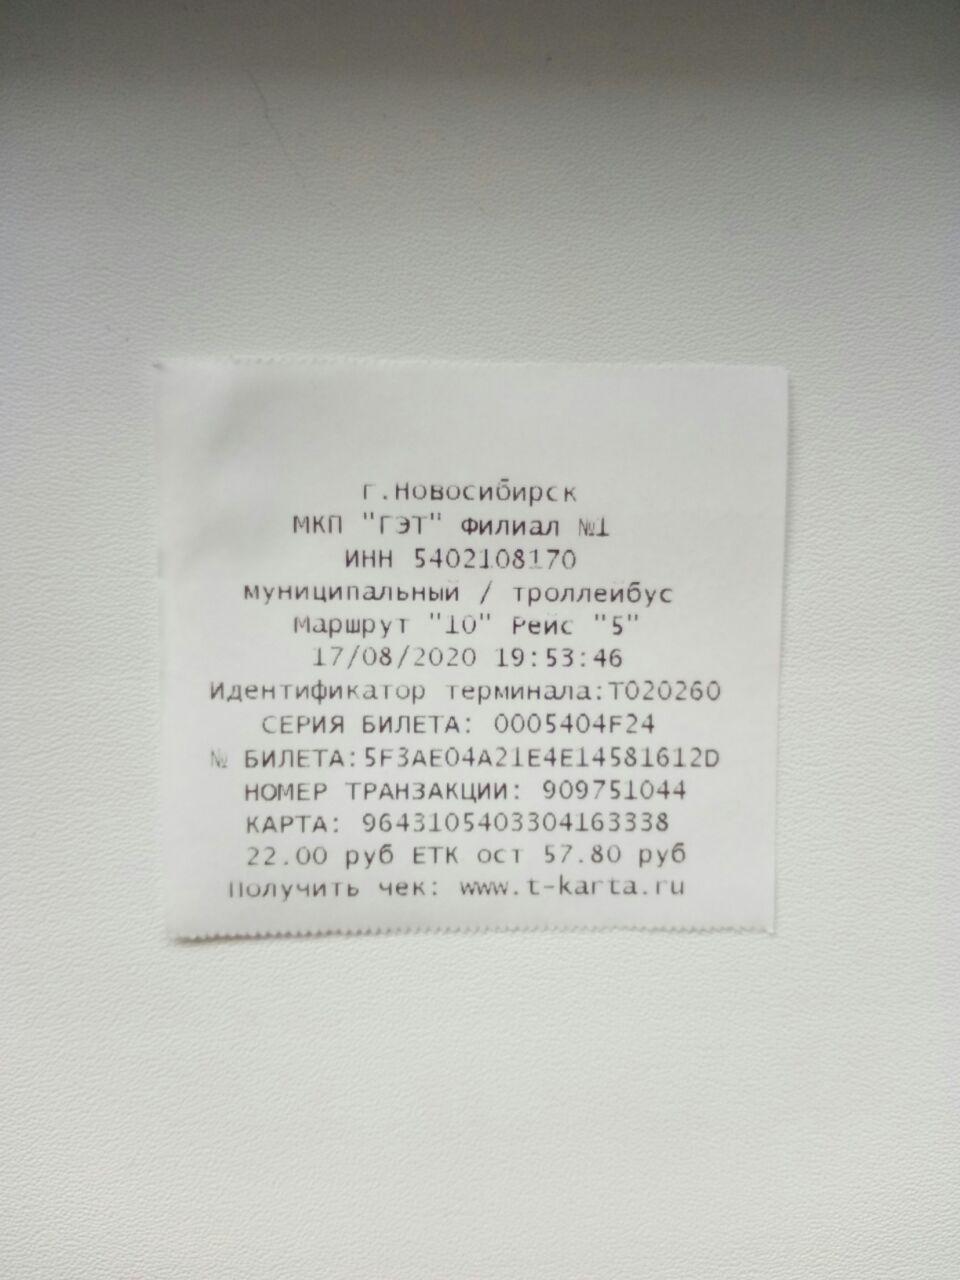 г.Новосибирск
МКП "ГЭТ" Филиал №1
ИНН 5402108170
муниципальный / троллейбус
Маршрут "10" Рейс "5"
17/08/2020 19:53:46
Идентификатор терминала:T020260
СЕРИЯ БИЛЕТА: 0005404F24
№ БИЛЕТА:5F3AE04A21E4E14581612D
НОМЕР ТРАНЗАКЦИИ: 909751044
КАРТА: 9643105403304163338
22.00 руб ЕТК ост 57.80 руб
Получить чек: www.t-karta.ru